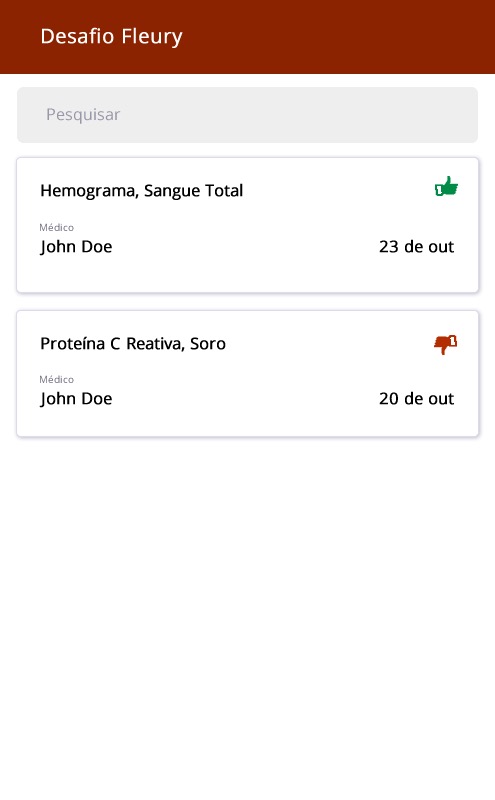 Desafio Fleury
Pesquisar
Hemograma, Sangue Total
Médico
John Doe 23 de out
Proteína C Reativa, Soro
Médico
John Doe 20 de out